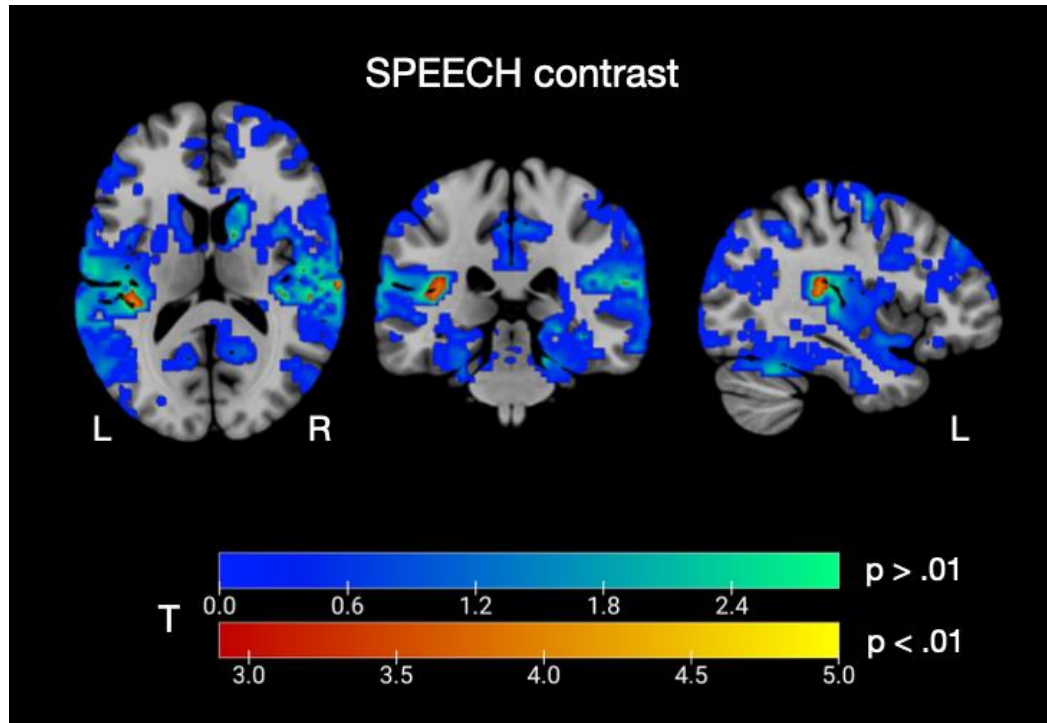 SPEECH contrast
L R L
p > .01
0.0 0.6 1.2 1.8 2.4
T
p < .01
3.0 3.5 4.0 4.5 5.0